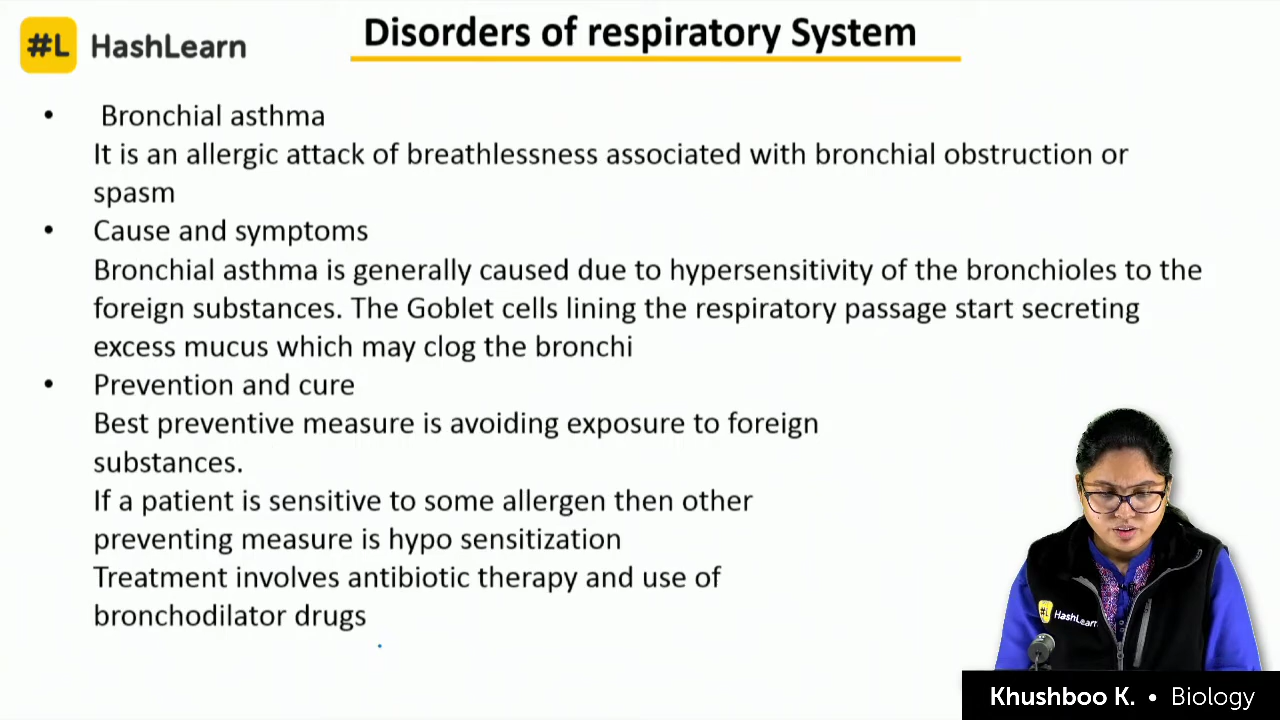 #L HashLearn
Disorders of respiratory System
• Bronchial asthma
It is an allergic attack of breathlessness associated with bronchial obstruction or
spasm
• Cause and symptoms
Bronchial asthma is generally caused due to hypersensitivity of the bronchioles to the
foreign substances. The Goblet cells lining the respiratory passage start secreting
excess mucus which may clog the bronchi
• Prevention and cure
Best preventive measure is avoiding exposure to foreign
substances.
If a patient is sensitive to some allergen then other
preventing measure is hypo sensitization
Treatment involves antibiotic therapy and use of
bronchodilator drugs
HashLearn
Khushboo K. • Biology